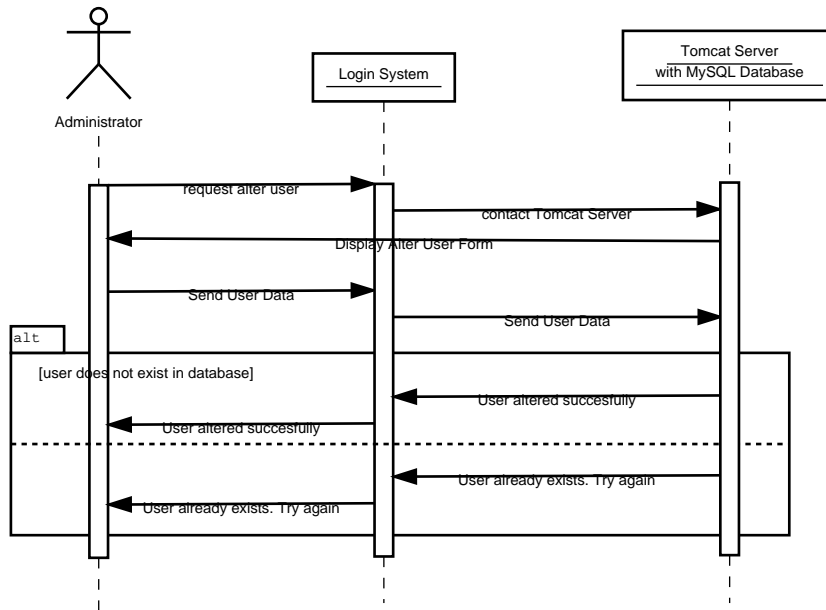 Tomcat Server
with MySQL Database
Login System
Administrator
request alter user
contact Tomcat Server
Display Alter User Form
Send User Data
Send User Data
alt
[user does not exist in database]
User altered succesfully
User altered succesfully
User already exists. Try again
User already exists. Try again